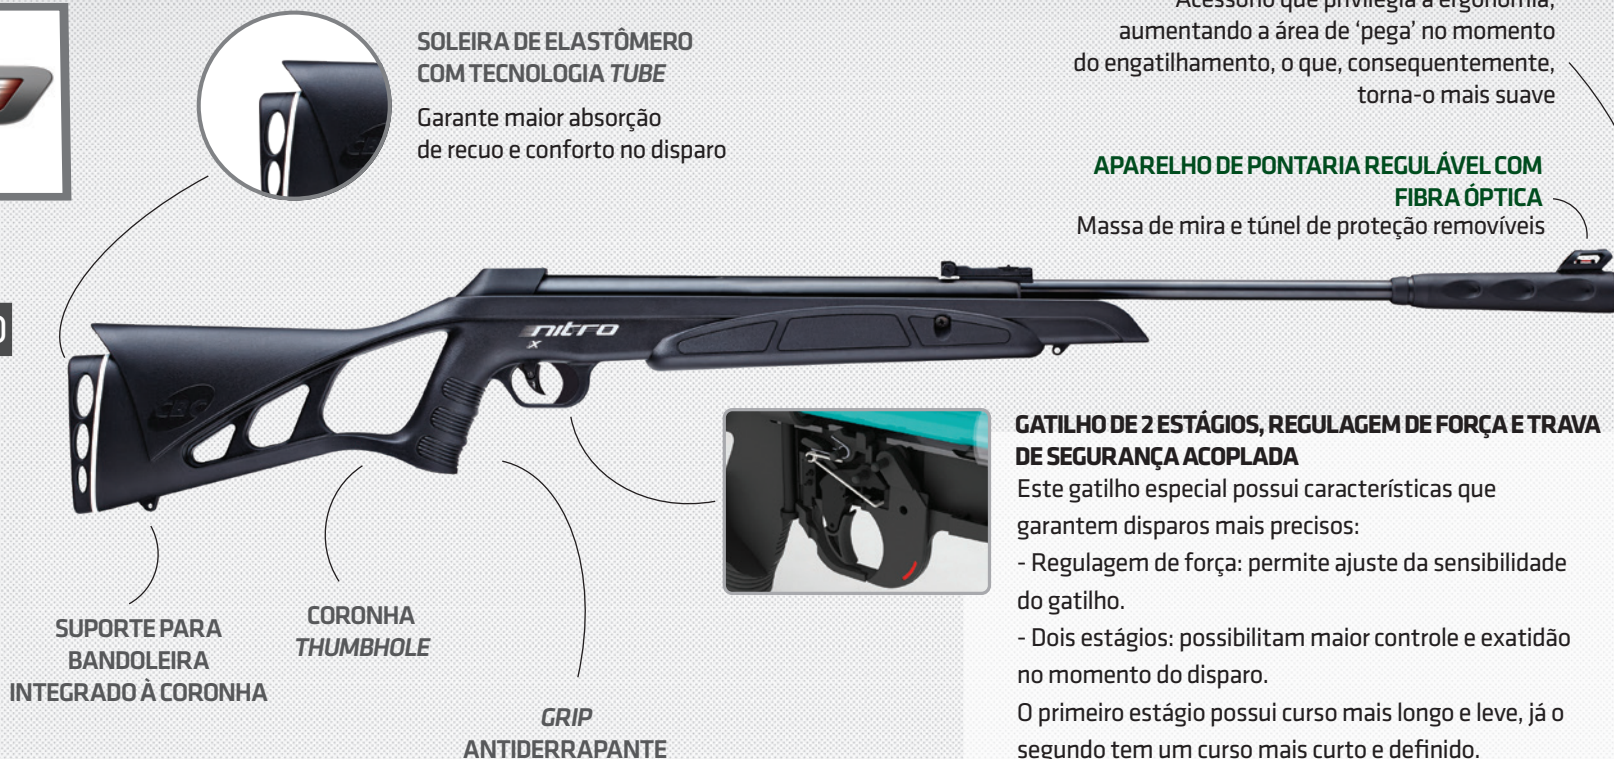 SOLEIRA DE ELASTÔMERO
COM TECNOLOGIA TUBE
Garante maior absorção
de recuo e conforto no disparo
Acessório que privilegia a ergonomia,
aumentando a área de ‘pega’ no momento
do engatilhamento, o que, consequentemente,
torna-o mais suave
APARELHO DE PONTARIA REGULÁVEL COM
FIBRA ÓPTICA
Massa de mira e túnel de proteção removíveis
nitro
X
CBC
GATILHO DE 2 ESTÁGIOS, REGULAGEM DE FORÇA E TRAVA
DE SEGURANÇA ACOPLADA
Este gatilho especial possui características que
garantem disparos mais precisos:
- Regulagem de força: permite ajuste da sensibilidade
do gatilho.
- Dois estágios: possibilitam maior controle e exatidão
no momento do disparo.
O primeiro estágio possui curso mais longo e leve, já o
segundo tem um curso mais curto e definido.
SUPORTE PARA
BANDOLEIRA
INTEGRADO À CORONHA
CORONHA
THUMBHOLE
GRIP
ANTIDERRAPANTE